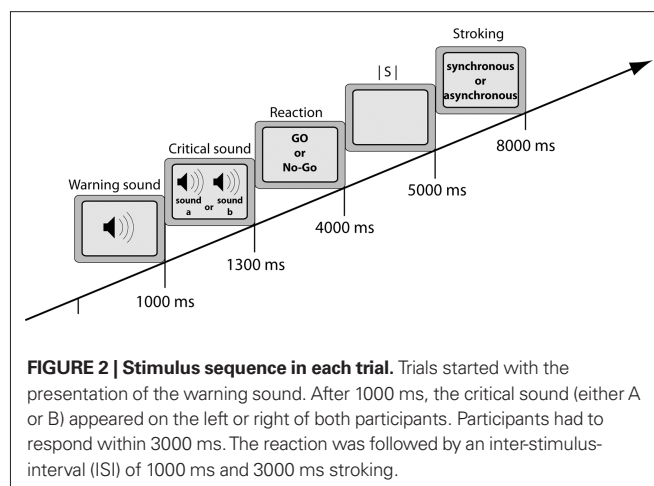 Stroking
synchronous
or
asynchronous
| S |
Reaction
GO
or
No-Go
Critical sound
sound
a
or
sound
b
Warning sound
8000 ms
5000 ms
4000 ms
1300 ms
1000 ms
FIGURE 2 | Stimulus sequence in each trial. Trials started with the
presentation of the warning sound. After 1000 ms, the critical sound (either A
or B) appeared on the left or right of both participants. Participants had to
respond within 3000 ms. The reaction was followed by an inter-stimulus-
interval (ISI) of 1000 ms and 3000 ms stroking.